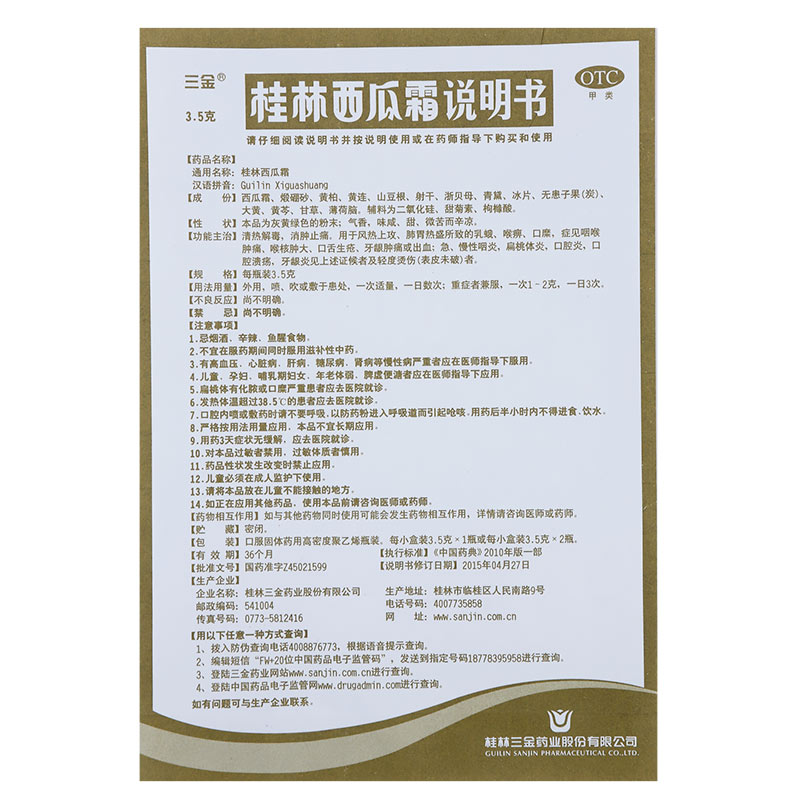 三金®
3.5克
桂林西瓜霜说明书
OTC
甲 类
请仔细阅读说明书并按说明使用或在药师指导下购买和使用
【药品名称】
通用名称：桂林西瓜霜
汉语拼音：Guilin Xiguashuang
【成 份】西瓜霜、煅硼砂、黄柏、黄连、山豆根、射干、浙贝母、青黛、冰片、无患子果(炭)、
大黄、黄芩、甘草、薄荷脑。辅料为二氧化硅、甜菊素、枸橼酸。
【性 状】本品为灰黄绿色的粉末；气香，味咸、甜、微苦而辛凉。
【功能主治】清热解毒，消肿止痛。用于风热上攻、肺胃热盛所致的乳蛾、喉痹、口糜，症见咽喉
肿痛、喉核肿大、口舌生疮、牙龈肿痛或出血；急、慢性咽炎，扁桃体炎，口腔炎，口
腔溃疡，牙龈炎见上述证候者及轻度烫伤(表皮未破)者。
【规 格】每瓶装3.5克
【用法用量】外用，喷、吹或敷于患处，一次适量，一日数次；重症者兼服，一次1-2克，一日3次。
【不良反应】尚不明确。
【禁 忌】尚不明确。
【注意事项】
1.忌烟酒、辛辣、鱼腥食物。
2.不宜在服药期间同时服用滋补性中药。
3.有高血压、心脏病、肝病、糖尿病、肾病等慢性病严重者应在医师指导下服用。
4.儿童、孕妇、哺乳期妇女、年老体弱、脾虚便溏者应在医师指导下应用。
5.扁桃体有化脓或口糜严重患者应去医院就诊。
6.发热体温超过38.5℃的患者应去医院就诊。
7.口腔内喷或敷药时请不要呼吸，以防药粉进入呼吸道而引起呛咳。用药后半小时内不得进食、饮水。
8.严格按用法用量应用，本品不宜长期应用。
9.用药3天症状无缓解，应去医院就诊。
10.对本品过敏者禁用，过敏体质者慎用。
11.药品性状发生改变时禁止应用。
12.儿童必须在成人监护下使用。
13.请将本品放在儿童不能接触的地方。
14.如正在应用其他药品，使用本品前请咨询医师或药师。
【药物相互作用】如与其他药物同时使用可能会发生药物相互作用，详情请咨询医师或药师。
【贮 藏】密闭。
【包 装】口服固体药用高密度聚乙烯瓶装。每小盒装3.5克×1瓶或每小盒装3.5克×2瓶。
【有 效 期】36个月 【执行标准】《中国药典》2010年版一部
【批准文号】国药准字Z45021599 【说明书修订日期】2015年04月27日
【生产企业】
企业名称：桂林三金药业股份有限公司 生产地址：桂林市临桂区人民南路9号
邮政编码：541004 电话号码：4007735858
传真号码：0773-5812416 网 址：www.sanjin.com.cn
【用以下任意一种方式查询】
1、拨入防伪查询电话4008876773，根据语音提示查询。
2、编辑短信“FW+20位中国药品电子监管码”，发送到指定号码18778395958进行查询。
3、登陆三金药业网站www.sanjin.com.cn进行查询。
4、登陆中国药品电子监管网www.drugadmin.com进行查询。
如有问题可与生产企业联系。
桂林三金药业股份有限公司
GUILIN SANJIN PHARMACEUTICAL CO., LTD.